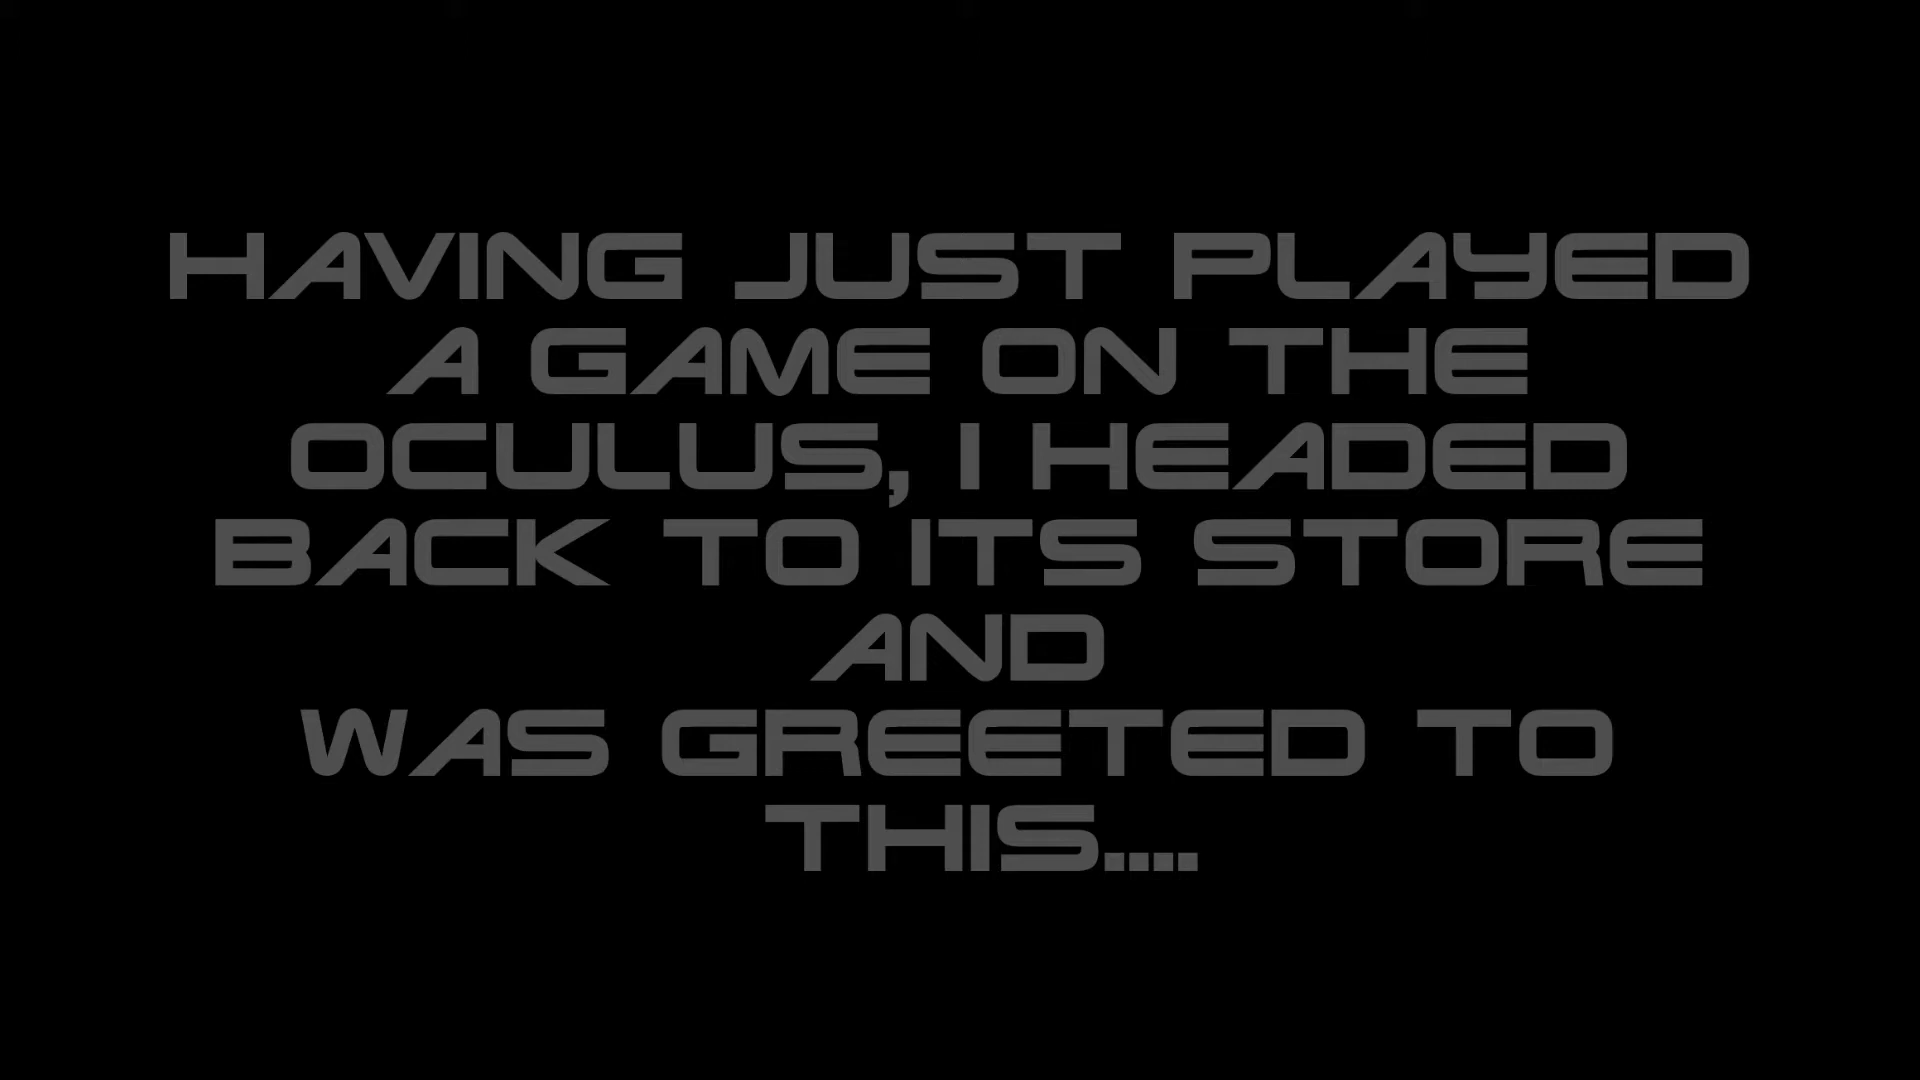 HAVING JUST PLAYED
A GAME ON THE
OCULUS, I HEADED
BACK TO ITS STORE
AND
WAS GREETED TO
THIS....